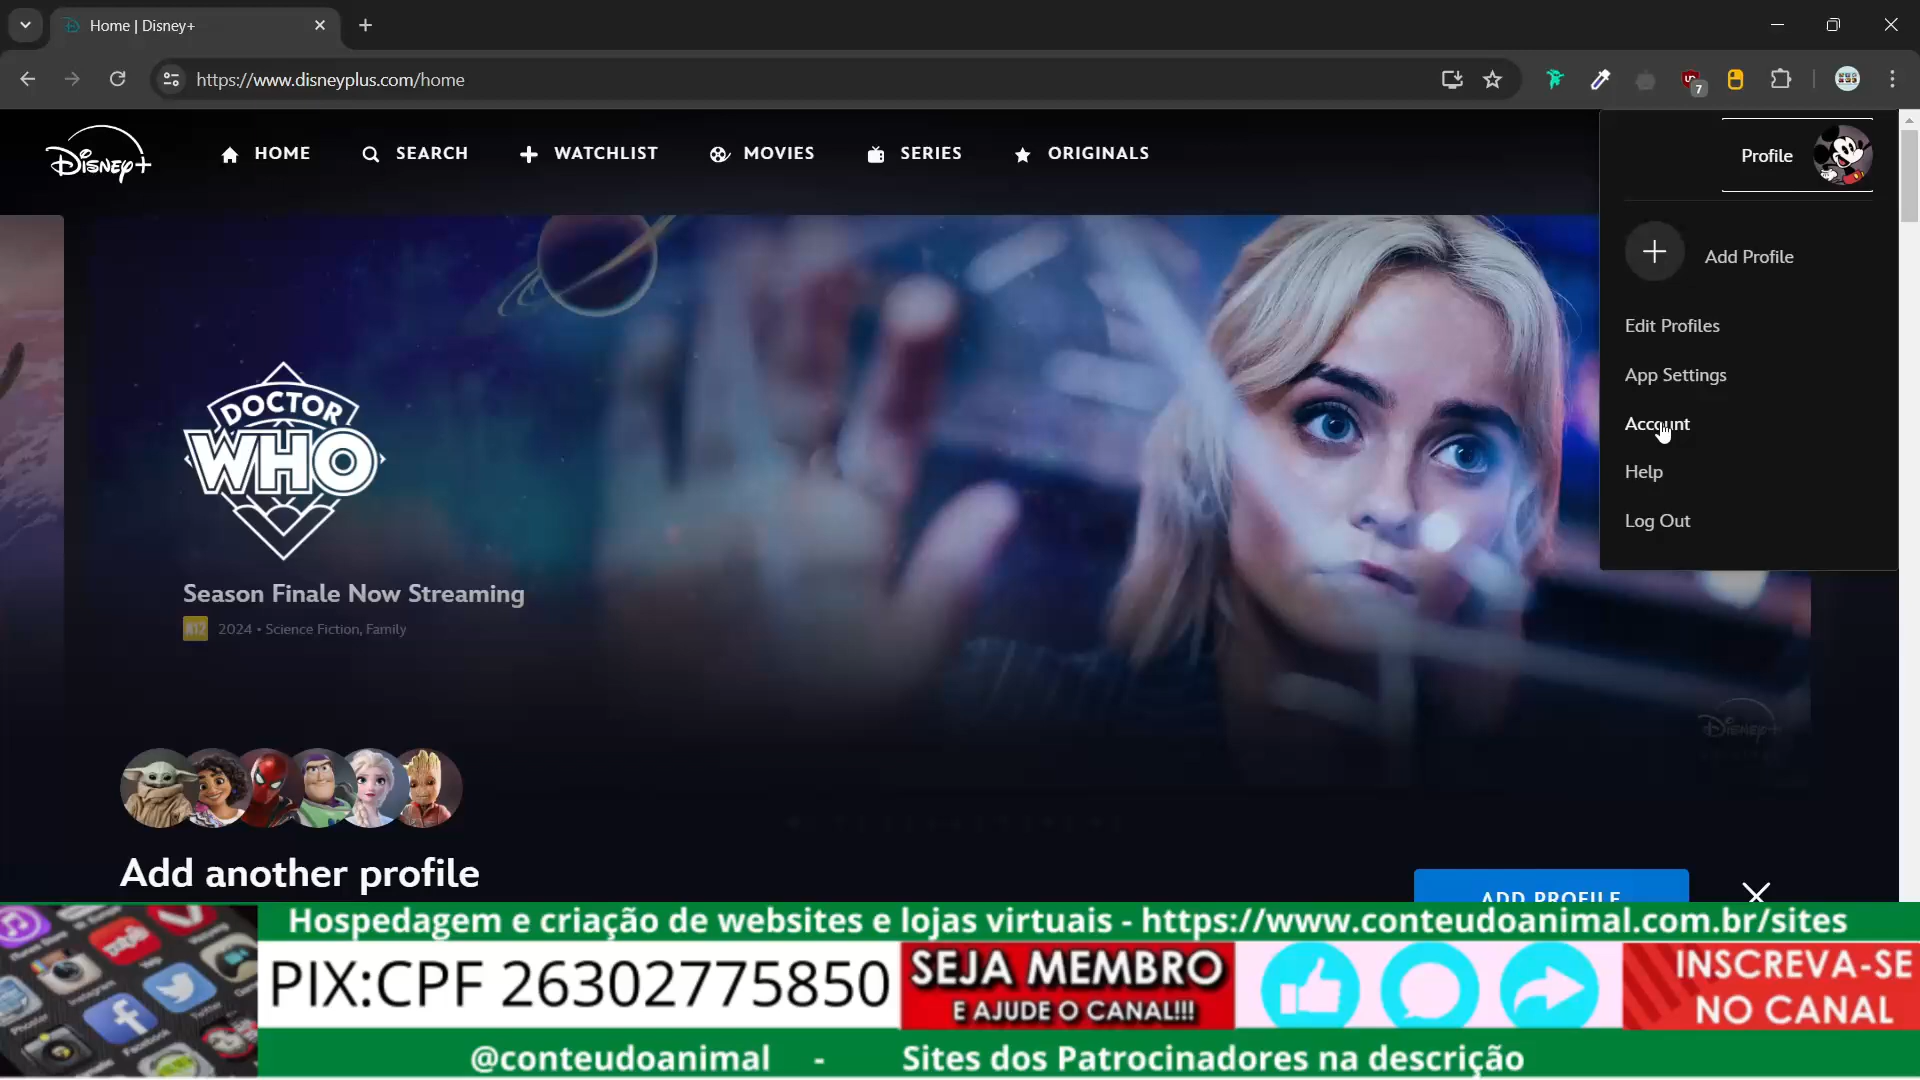 Home | Disney+
https://www.disneyplus.com/home
7
Disney+
HOME
SEARCH
WATCHLIST
MOVIES
SERIES
ORIGINALS
Profile
Add Profile
Edit Profiles
App Settings
Account
Help
Log Out
DOCTOR
WHO
Season Finale Now Streaming
2024 • Science Fiction, Family
Disney+
Add another profile
ADD PROFILE
Hospedagem e criação de websites e lojas virtuais - https://www.conteudoanimal.com.br/sites
PIX:CPF 26302775850
SEJA MEMBRO
E AJUDE O CANAL!!!
INSCREVA-SE
NO CANAL
@conteudoanimal - Sites dos Patrocinadores na descrição